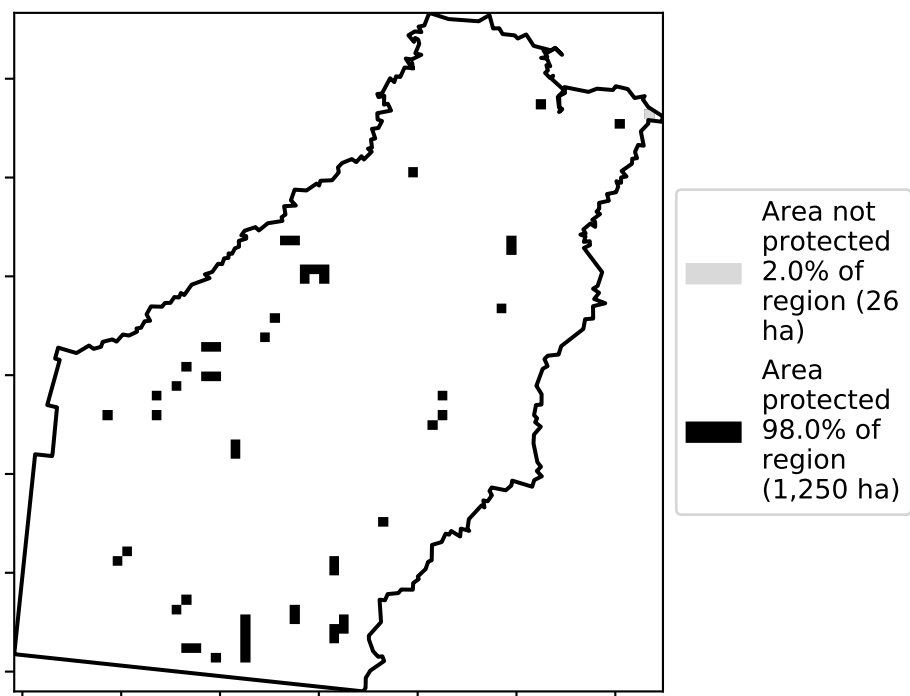 Area not
protected
2.0% of
region (26
ha)
Area
protected
98.0% of
region
(1,250 ha)